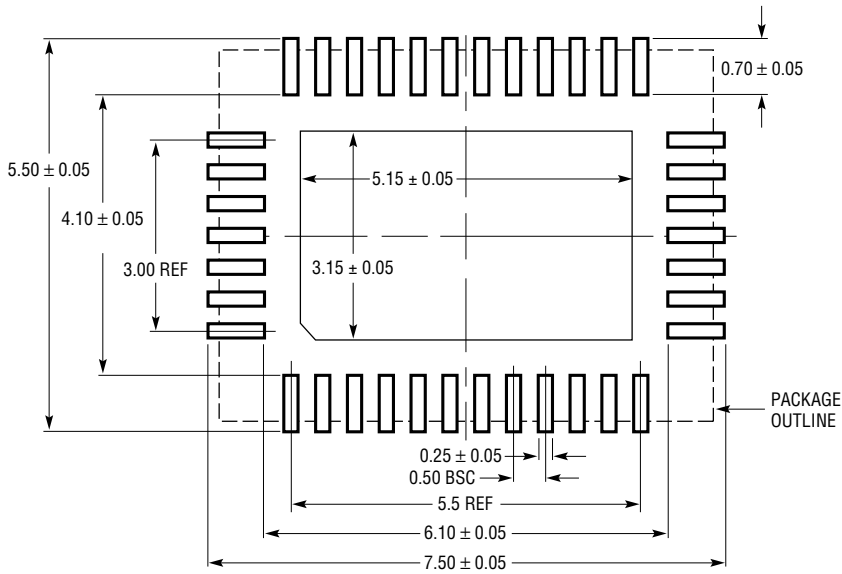 0.70 ± 0.05
5.50 ± 0.05
5.15 ± 0.05
4.10 ± 0.05
3.00 REF
3.15 ± 0.05
PACKAGE
OUTLINE
0.25 ± 0.05
0.50 BSC
5.5 REF
6.10 ± 0.05
7.50 ± 0.05